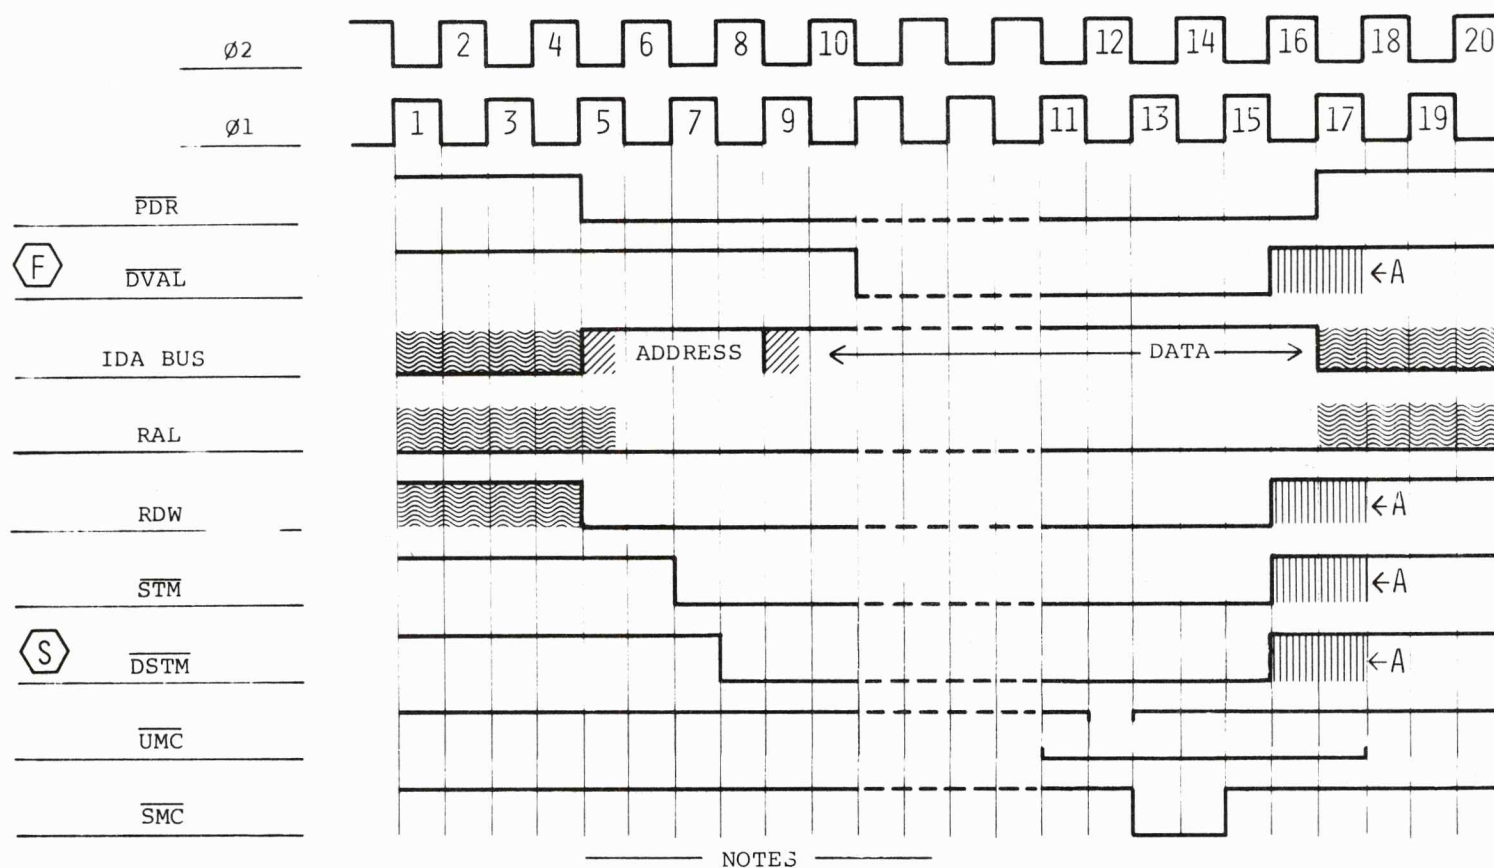 Ø2 2 4 6 8 10 12 14 16 18 20
Ø1 1 3 5 7 9 11 13 15 17 19
PDR
F
DVAL ←A
IDA BUS ADDRESS ← DATA →
RAL
RDW ←A
STM ←A
S
DSTM ←A
UMC
SMC
NOTES